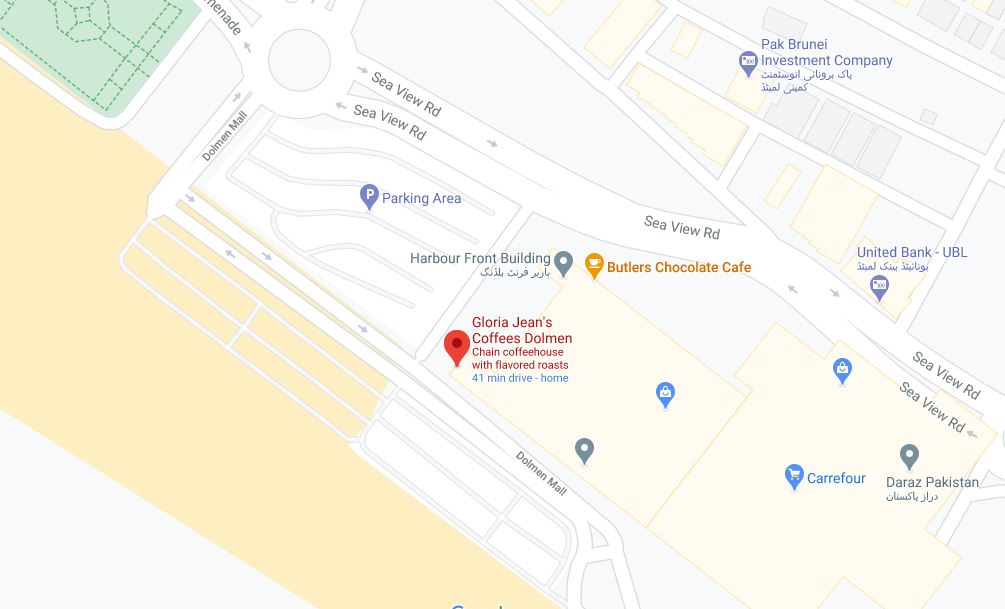 menade
Pak Brunei
Investment Company
پاک برونائی انوسٹمنٹ
کمپنی لمیٹڈ
Sea View Rd
Sea View Rd
Dolmen Mall
P
Parking Area
Sea View Rd
United Bank - UBL
یونائیٹڈ بینک لمیٹڈ
Harbour Front Building
ہاربر فرنٹ بلڈنگ
Butlers Chocolate Cafe
Gloria Jean's
Coffees Dolmen
Chain coffeehouse
with flavored roasts
41 min drive - home
Sea View Rd
Sea View Rd
Dolmen Mall
Carrefour
Daraz Pakistan
دراز پاکستان